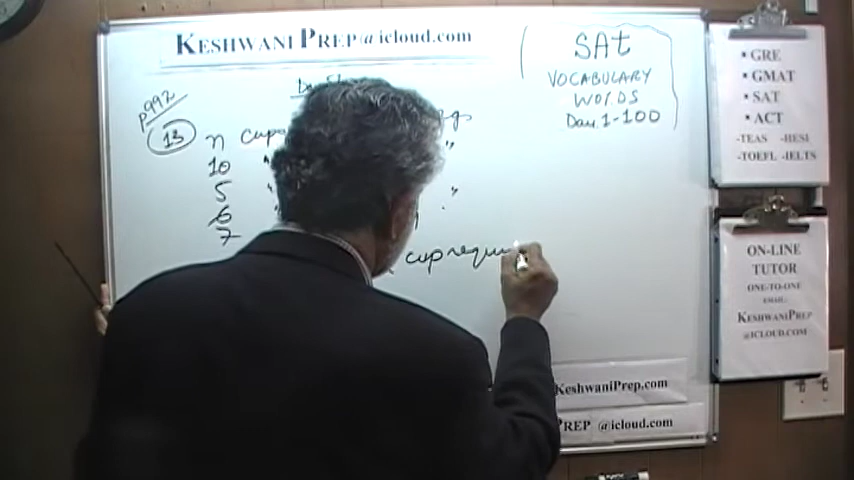 KESHWANI PREP @ icloud.com
SAt
VOCABULARY
WORDS
Day 1-100
p992
13
n cups
10 "
5 "
6
7
cup requi
• GRE
• GMAT
• SAT
• ACT
-TEAS -HESI
-TOEFL -IELTS
ON-LINE
TUTOR
ONE-TO-ONE
EMAIL:
KESHWANIPREP
@ICLOUD.COM
KeshwaniPrep.com
PREP @icloud.com